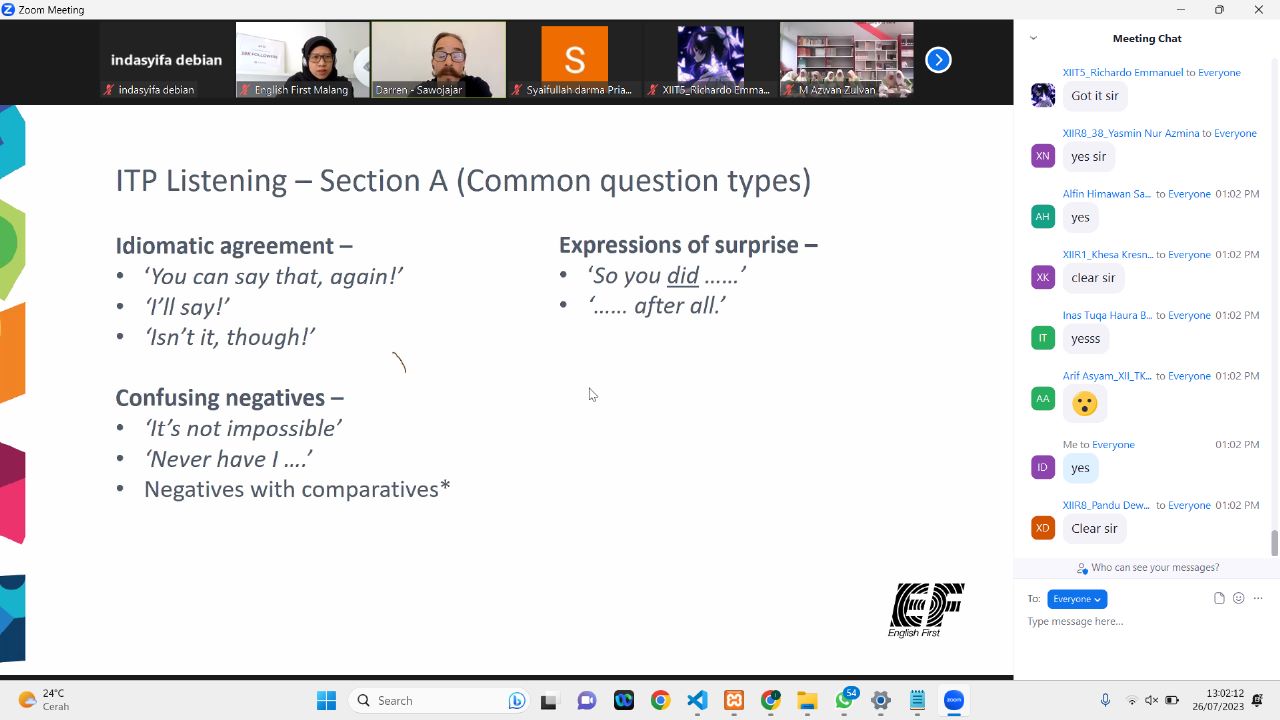 Zoom Meeting
indasyifa debian
indasyifa debian
English First Malang
Darren - Sawojajar
S
Syaifullah darma Pria...
XIIT5_Richardo Emma...
M Azwan Zulvan
ITP Listening – Section A (Common question types)
Idiomatic agreement –
• ‘You can say that, again!’
• ‘I’ll say!’
• ‘Isn’t it, though!’
Confusing negatives –
• ‘It’s not impossible’
• ‘Never have I ….’
• Negatives with comparatives*
Expressions of surprise –
• ‘So you did ……’
• ‘…… after all.’
EF
English First
Meeting Chat
XIIT5_Richardo Emmanuel to Everyone
Got it sir
XIIR8_38_Yasmin Nur Azmina to Everyone
XN
yes sir
Alfin Himawan Sa... to Everyone 01:02 PM
AH
yes
XIIR1_Khesa Kresn... to Everyone 01:02 PM
XK
clear sir
Inas Tuqa Haura B... to Everyone 01:02 PM
IT
yesss
Arif Asyam_XII_TK... to Everyone 01:02 PM
AA
Me to Everyone 01:02 PM
ID
yes
XIIR8_Pandu Dew... to Everyone 01:02 PM
XD
Clear sir
Who can see your messages?
To: Everyone
Type message here...
24°C
Cerah
Search
54
zoom
13:02:12
26/07/2023